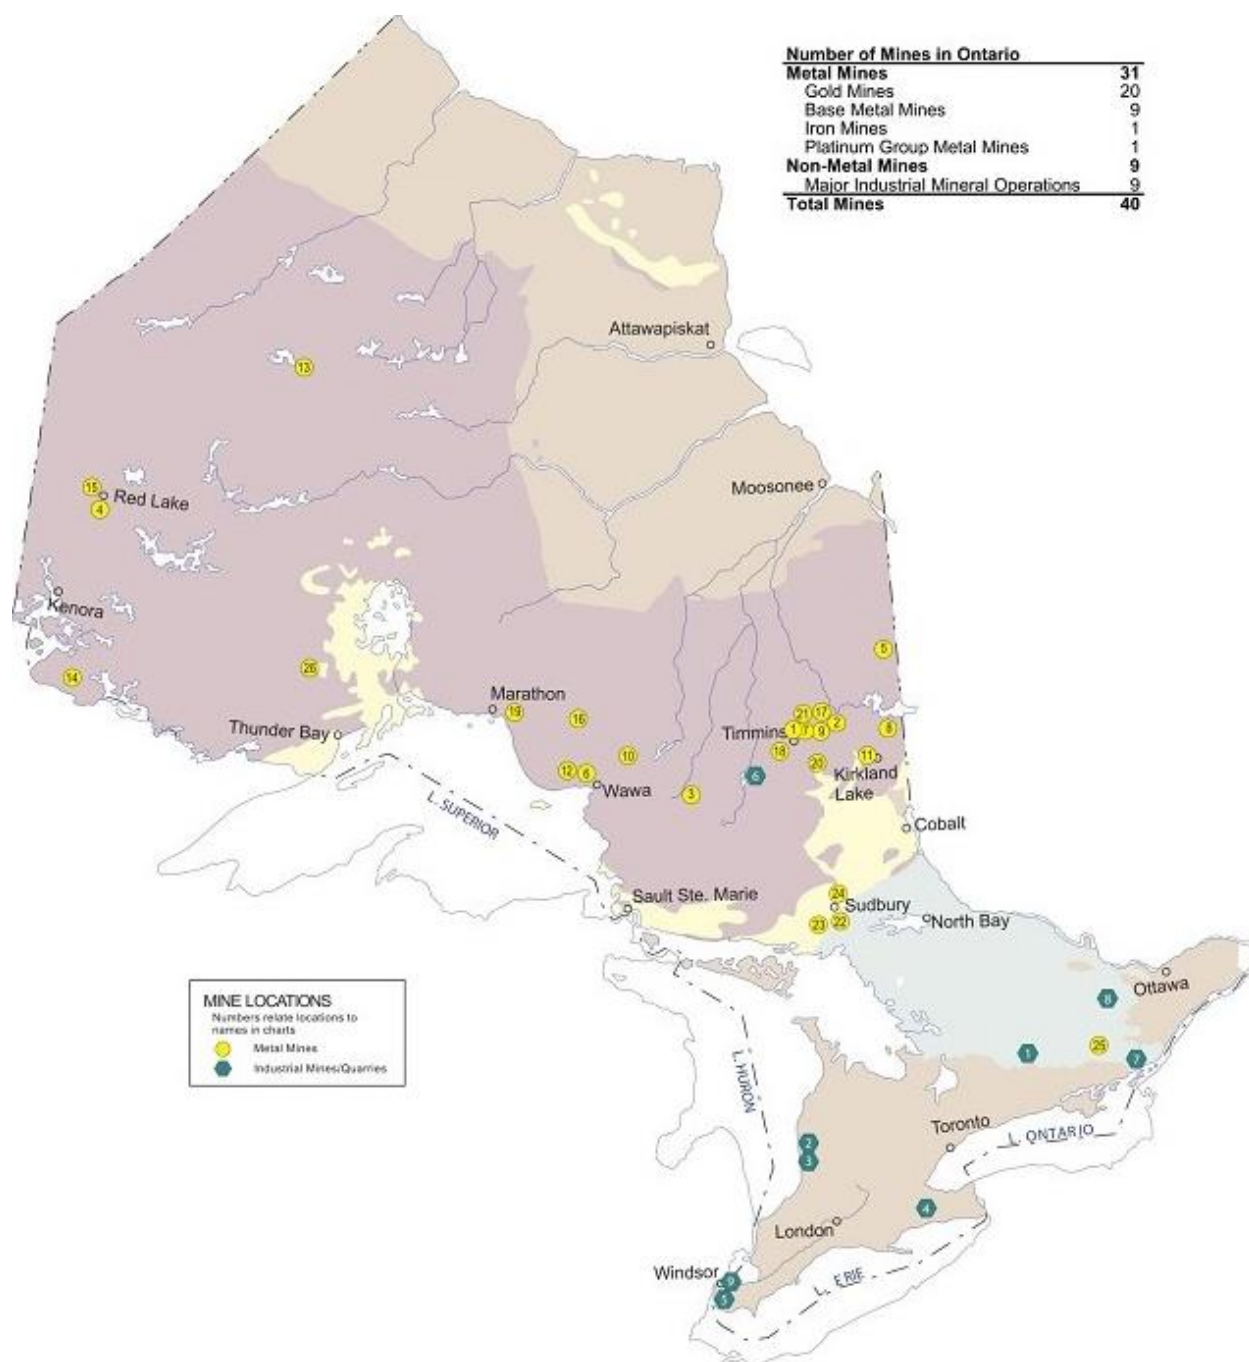 Number of Mines in Ontario
Metal Mines 31
Gold Mines 20
Base Metal Mines 9
Iron Mines 1
Platinum Group Metal Mines 1
Non-Metal Mines 9
Major Industrial Mineral Operations 9
Total Mines 40
Attawapiskat
13
Moosonee
15
Red Lake
4
Kenora
5
26
14
Marathon
19
16
21
17
2
8
Thunder Bay
Timmins
1
7
9
18
10
11
20
6
12
6
Kirkland
Lake
Wawa
3
L. SUPERIOR
Cobalt
Sault Ste. Marie
24
Sudbury
23
22
North Bay
Ottawa
8
MINE LOCATIONS
Numbers relate locations to
names in charts
Metal Mines
Industrial Mines/Quarries
25
1
7
L. HURON
Toronto
L. ONTARIO
2
3
4
London
Windsor
9
5
L. ERIE